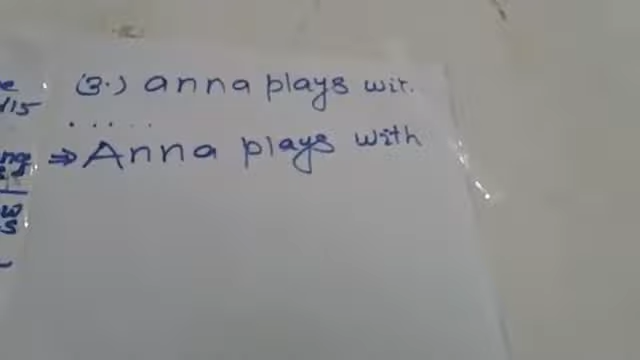 (3.) anna plays wit.
. . . . .
⇒ Anna plays with